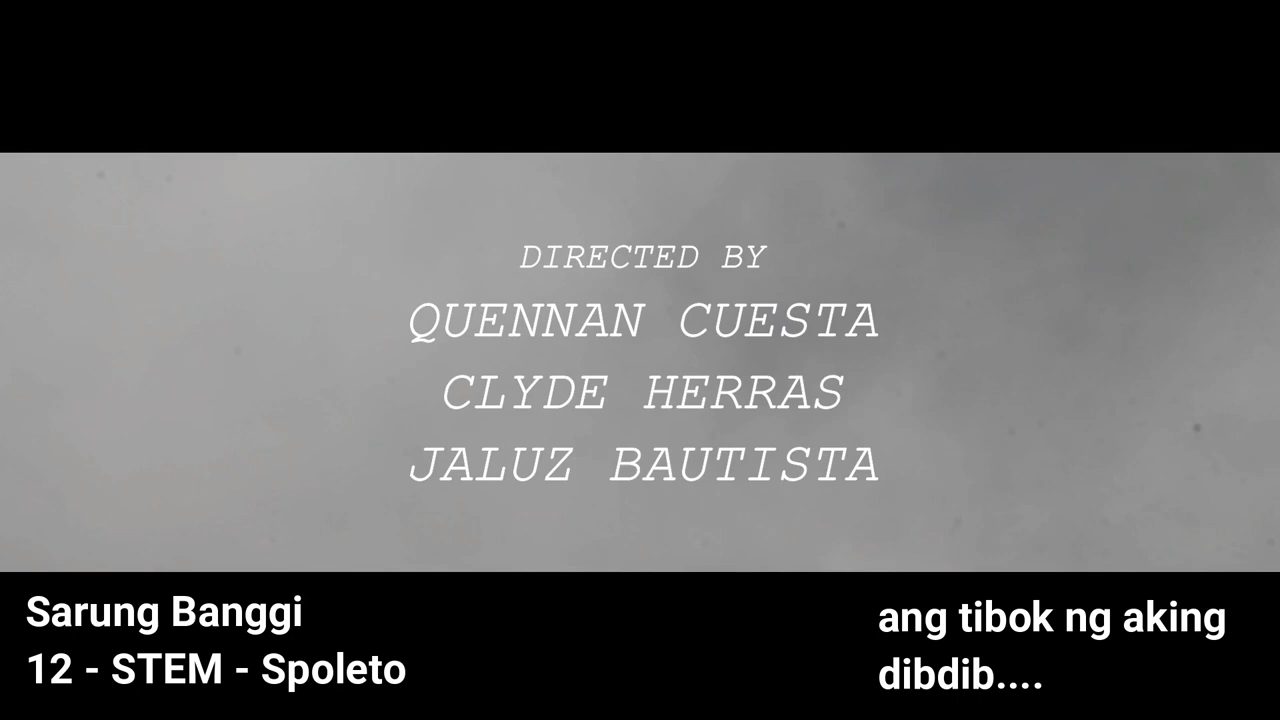 DIRECTED BY
QUENNAN CUESTA
CLYDE HERRAS
JALUZ BAUTISTA
Sarung Banggi
12 - STEM - Spoleto
ang tibok ng aking
dibdib....